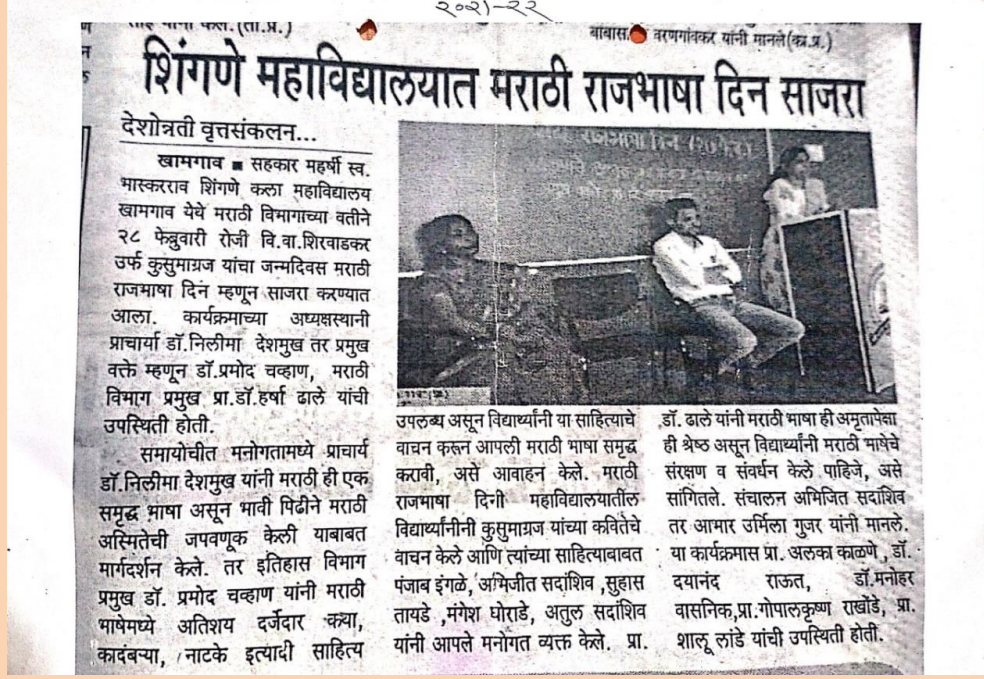 २०२१-२२
यांनी केले.(ता.प्र.)
बाबास. वरणगांवकर यांनी मानले(का.प्र.)
शिंगणे महाविद्यालयात मराठी राजभाषा दिन साजरा
देशोन्नती वृत्तसंकलन...
खामगाव ■ सहकार महर्षी स्व.
भास्करराव शिंगणे कला महाविद्यालय
खामगाव येथे मराठी विभागाच्या वतीने
२८ फेब्रुवारी रोजी वि.वा.शिरवाडकर
उर्फ कुसुमाग्रज यांचा जन्मदिवस मराठी
राजभाषा दिन म्हणून साजरा करण्यात
आला. कार्यक्रमाच्या अध्यक्षस्थानी
प्राचार्या डॉ.निलीमा देशमुख तर प्रमुख
वक्ते म्हणून डॉ.प्रमोद चव्हाण, मराठी
विभाग प्रमुख प्रा.डॉ.हर्षा ढाले यांची
उपस्थिती होती.
समायोचीत मनोगतामध्ये प्राचार्य
डॉ.निलीमा देशमुख यांनी मराठी ही एक
समृद्ध भाषा असून भावी पिढीने मराठी
अस्मितेची जपवणूक केली याबाबत
मार्गदर्शन केले. तर इतिहास विभाग
प्रमुख डॉ. प्रमोद चव्हाण यांनी मराठी
भाषेमध्ये अतिशय दर्जेदार कथा,
कादंबऱ्या, नाटके इत्यादी साहित्य
राजभाषा दिन
उपलब्ध असून विद्यार्थ्यांनी या साहित्याचे
वाचन करून आपली मराठी भाषा समृद्ध
करावी, असे आवाहन केले. मराठी
राजभाषा दिनी महाविद्यालयातील
विद्यार्थ्यांनीनी कुसुमाग्रज यांच्या कवितेचे
वाचन केले आणि त्यांच्या साहित्याबाबत
पंजाब इंगळे, अभिजीत सदांशिव ,सुहास
तायडे ,मंगेश घोराडे, अतुल सदांशिव
यांनी आपले मनोगत व्यक्त केले. प्रा.
डॉ. ढाले यांनी मराठी भाषा ही अमृतापेक्षा
ही श्रेष्ठ असून विद्यार्थ्यांनी मराठी भाषेचे
संरक्षण व संवर्धन केले पाहिजे, असे
सांगितले. संचालन अभिजित सदांशिव
तर आभार उर्मिला गुजर यांनी मानले.
या कार्यक्रमास प्रा. अलका काळणे, डॉ.
दयानंद राऊत, डॉ.मनोहर
वासनिक,प्रा.गोपालकृष्ण राखोंडे, प्रा.
शालू लांडे यांची उपस्थिती होती.